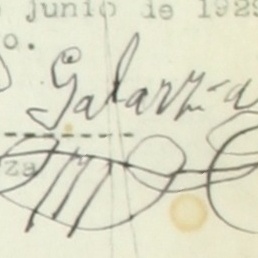 junio de 1929
o.
Galarza
za